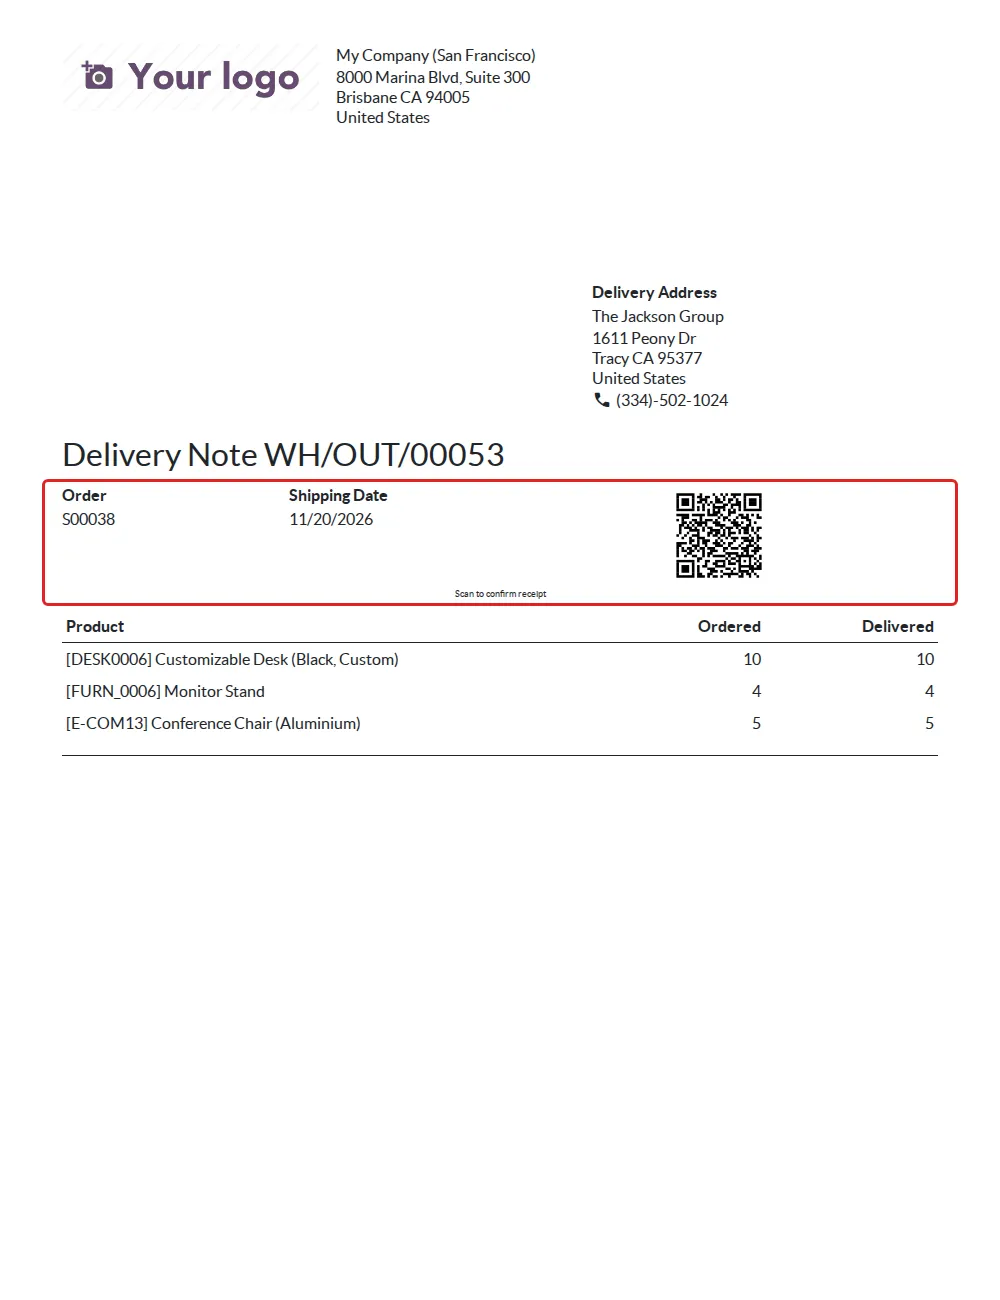 Your logo
My Company (San Francisco)
8000 Marina Blvd, Suite 300
Brisbane CA 94005
United States
Delivery Address
The Jackson Group
1611 Peony Dr
Tracy CA 95377
United States
(334)-502-1024
Delivery Note WH/OUT/00053
Order Shipping Date
S00038 11/20/2026
Scan to confirm receipt
Product Ordered Delivered
[DESK0006] Customizable Desk (Black, Custom) 10 10
[FURN_0006] Monitor Stand 4 4
[E-COM13] Conference Chair (Aluminium) 5 5